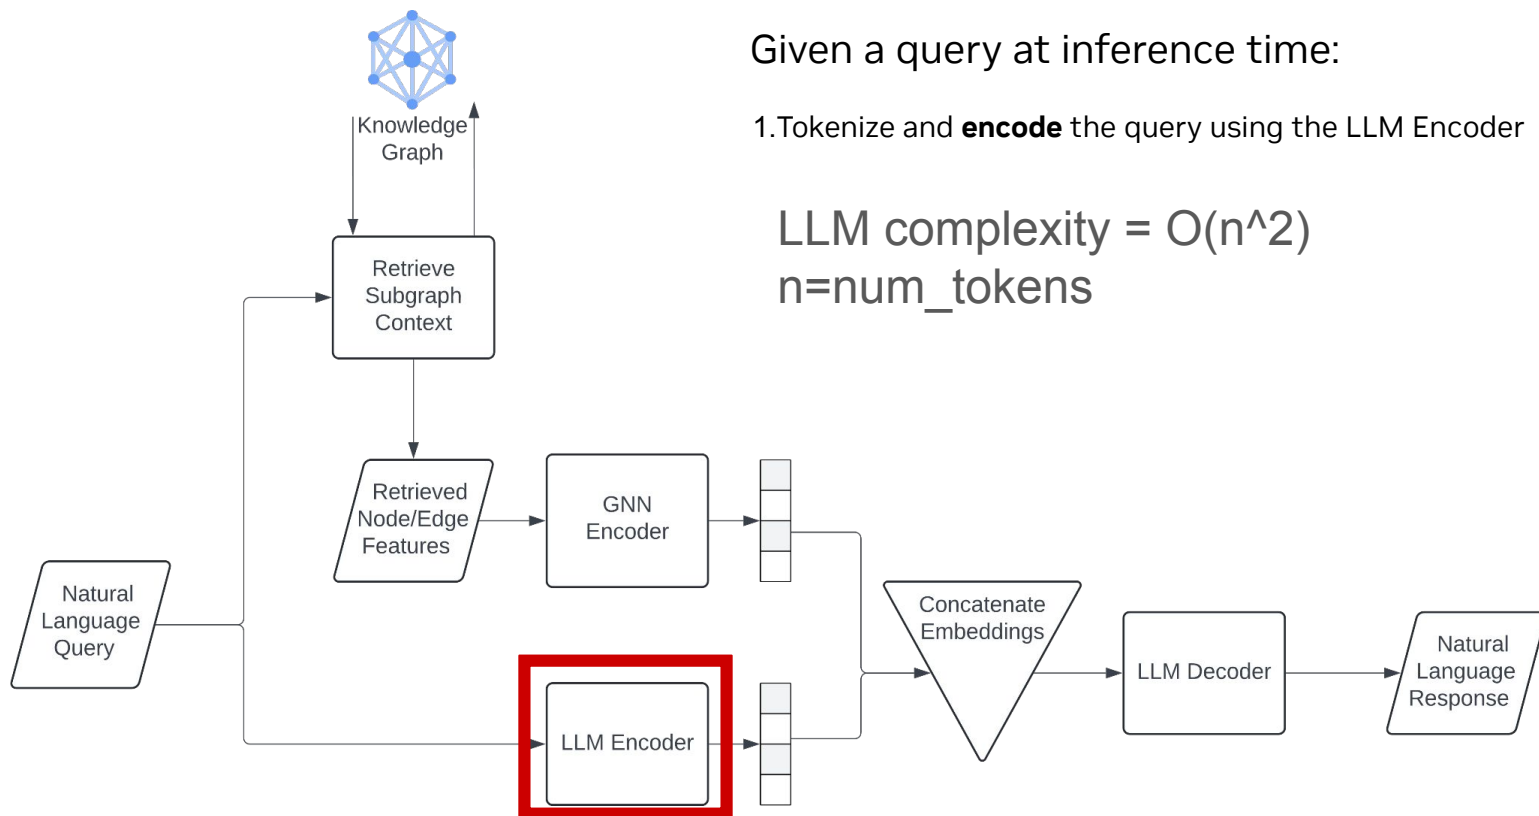 Given a query at inference time:
1.Tokenize and encode the query using the LLM Encoder
LLM complexity = O(n^2)
n=num_tokens
Knowledge
Graph
Retrieve
Subgraph
Context
Retrieved
Node/Edge
Features
GNN
Encoder
Natural
Language
Query
LLM Encoder
Concatenate
Embeddings
LLM Decoder
Natural
Language
Response